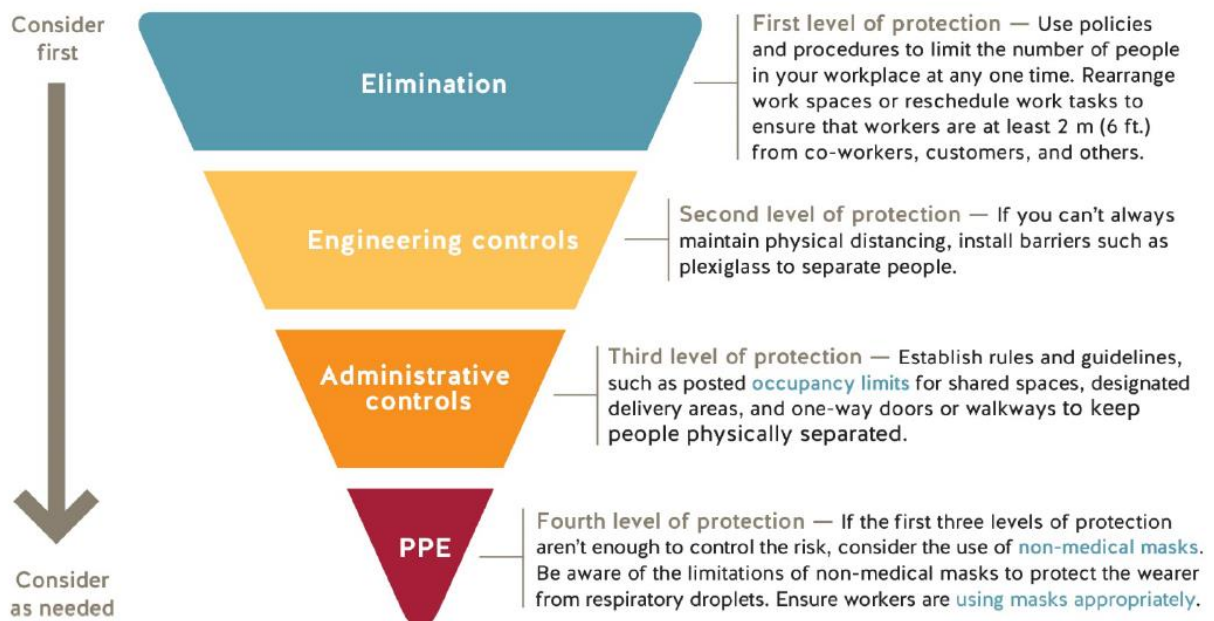 Consider
first
Elimination
First level of protection — Use policies
and procedures to limit the number of people
in your workplace at any one time. Rearrange
work spaces or reschedule work tasks to
ensure that workers are at least 2 m (6 ft.)
from co-workers, customers, and others.
Engineering controls
Second level of protection — If you can't always
maintain physical distancing, install barriers such as
plexiglass to separate people.
Administrative
controls
Third level of protection — Establish rules and guidelines,
such as posted occupancy limits for shared spaces, designated
delivery areas, and one-way doors or walkways to keep
people physically separated.
PPE
Fourth level of protection — If the first three levels of protection
aren't enough to control the risk, consider the use of non-medical masks.
Be aware of the limitations of non-medical masks to protect the wearer
from respiratory droplets. Ensure workers are using masks appropriately.
Consider
as needed